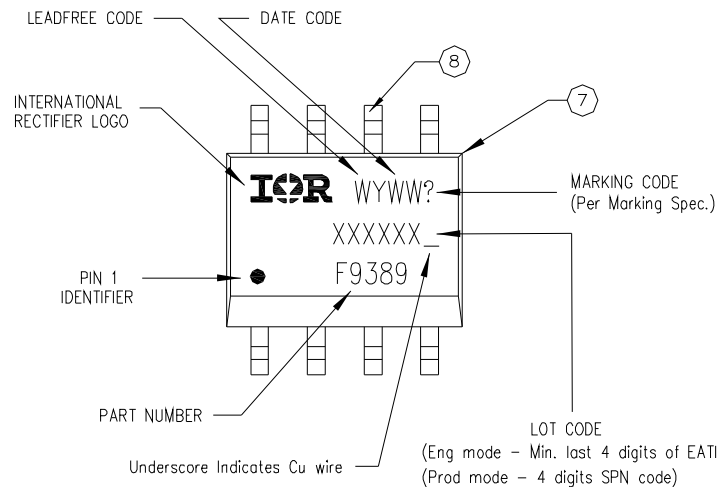 LEADFREE CODE
DATE CODE
8
INTERNATIONAL
RECTIFIER LOGO
7
IOR WYWW?
MARKING CODE
(Per Marking Spec.)
XXXXXX_
PIN 1
IDENTIFIER
F9389
PART NUMBER
LOT CODE
(Eng mode – Min. last 4 digits of EATI
(Prod mode – 4 digits SPN code)
Underscore Indicates Cu wire